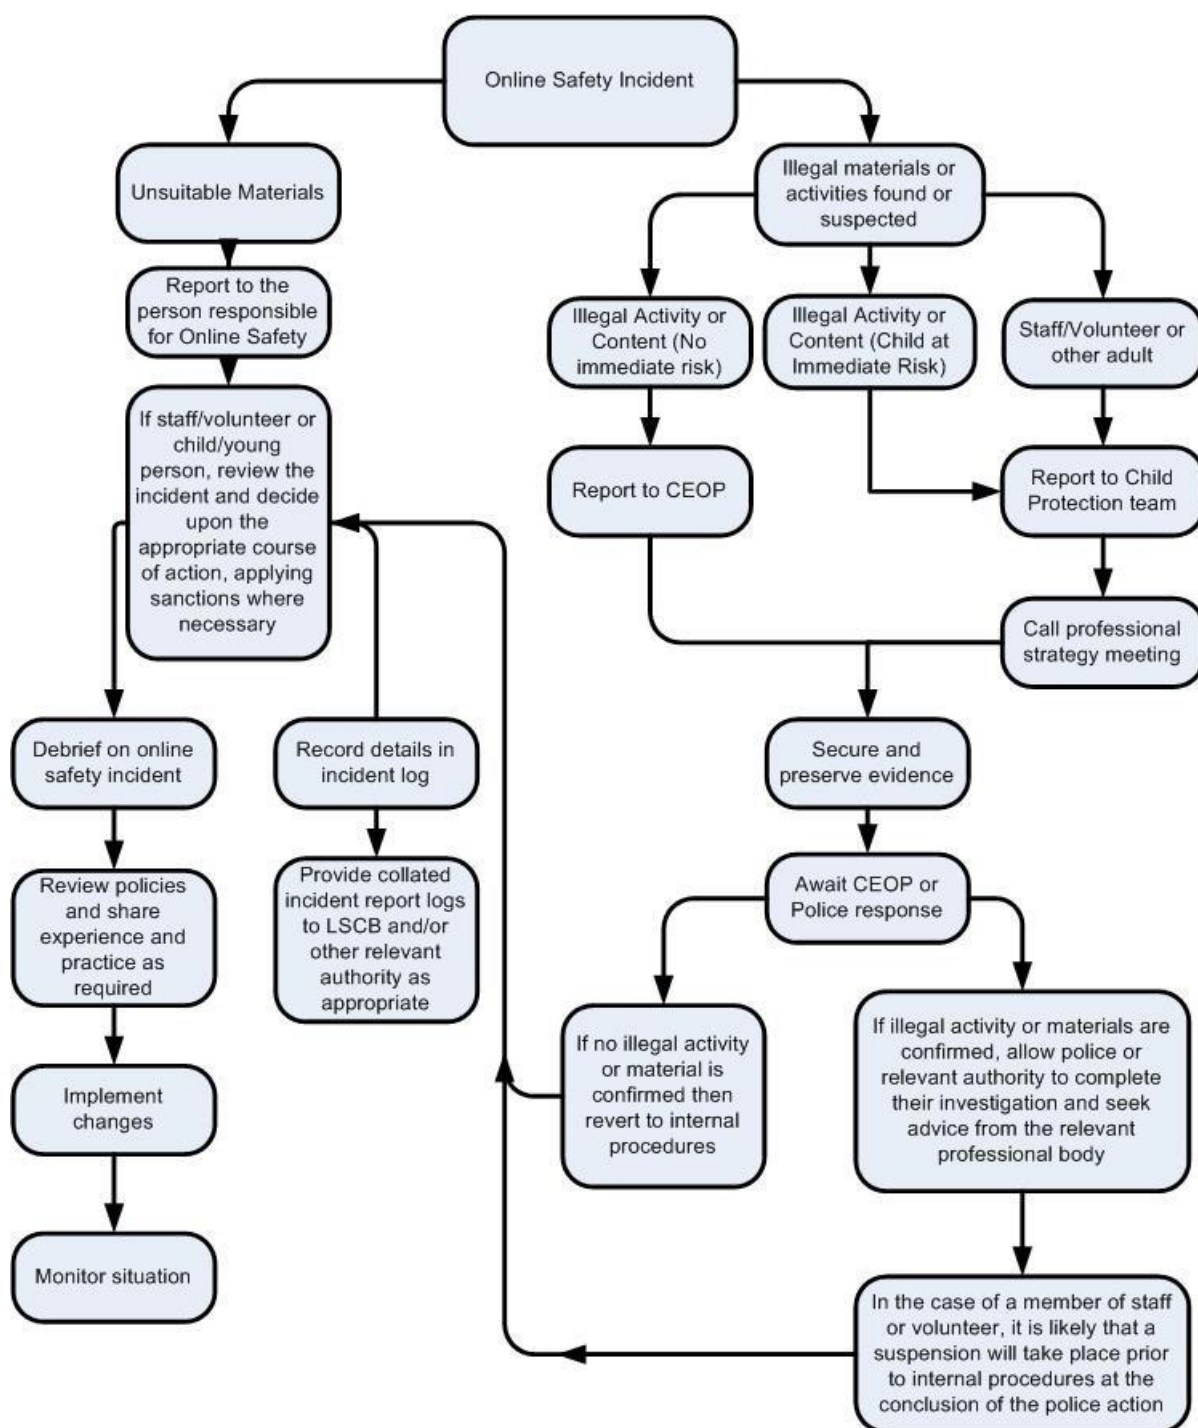 Online Safety Incident
Unsuitable Materials
Report to the
person responsible
for Online Safety
If staff/volunteer or
child/young
person, review the
incident and decide
upon the
appropriate course
of action, applying
sanctions where
necessary
Debrief on online
safety incident
Review policies
and share
experience and
practice as
required
Implement
changes
Monitor situation
Record details in
incident log
Provide collated
incident report logs
to LSCB and/or
other relevant
authority as
appropriate
Illegal materials or
activities found or
suspected
Illegal Activity or
Content (No
immediate risk)
Illegal Activity or
Content (Child at
Immediate Risk)
Staff/Volunteer or
other adult
Report to CEOP
Report to Child
Protection team
Call professional
strategy meeting
Secure and
preserve evidence
Await CEOP or
Police response
If no illegal activity
or material is
confirmed then
revert to internal
procedures
If illegal activity or materials are
confirmed, allow police or
relevant authority to complete
their investigation and seek
advice from the relevant
professional body
In the case of a member of staff
or volunteer, it is likely that a
suspension will take place prior
to internal procedures at the
conclusion of the police action